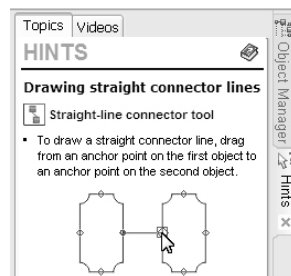 Topics Videos
HINTS
Drawing straight connector lines
Straight-line connector tool
• To draw a straight connector line, drag
from an anchor point on the first object to
an anchor point on the second object.
Object Manager
Hints